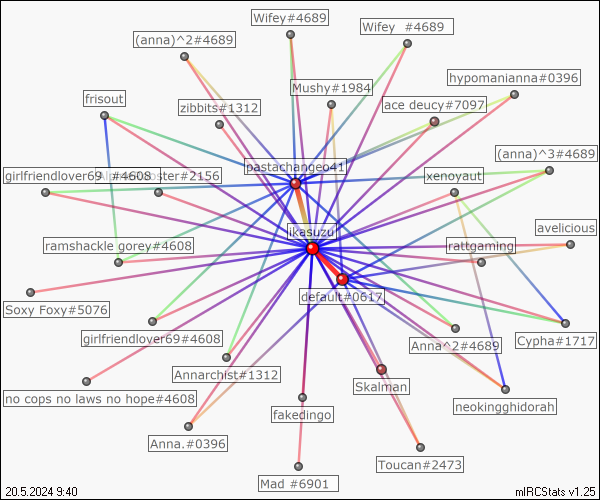 Wifey#4689
Wifey  #4689
(anna)^2#4689
hypomanianna#0396
Mushy#1984
frisout
zibbits#1312
ace deucy#7097
(anna)^3#4689
pastachangeo41
girlfriendlover69  #4608
oster#2156
xenoyaut
avelicious
ikasuzu
ramshackle gorey#4608
rattgaming
default#0617
Soxy Foxy#5076
girlfriendlover69#4608
Anna^2#4689
Cypha#1717
Annarchist#1312
Skalman
no cops no laws no hope#4608
neokingghidorah
fakedingo
Anna.#0396
Toucan#2473
Mad #6901
20.5.2024 9:40
mIRCStats v1.25